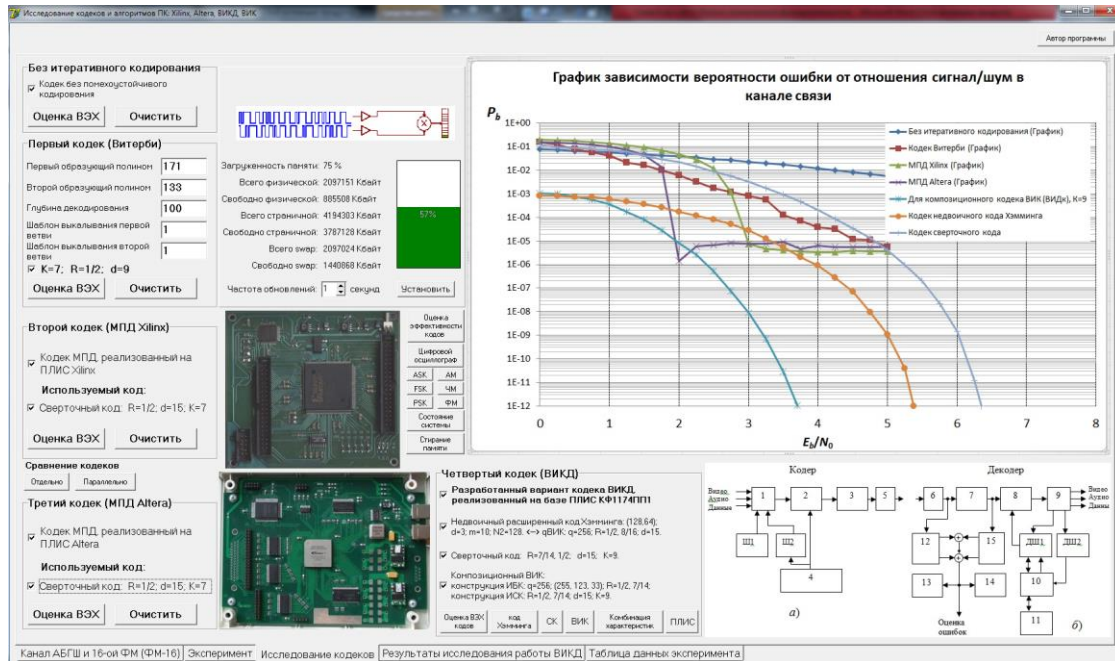 Исследование кодеков и алгоритмов ПК: Xilinx, Altera, ВИКД, ВИК
Автор программы
Без итеративного кодирования
Кодек без помехоустойчивого
кодирования
Оценка ВЭХ
Очистить
Первый кодек (Витерби)
Первый образующий полином 171
Второй образующий полином 133
Глубина декодирования 100
Шаблон выкалывания первой
ветви 1
Шаблон выкалывания второй
ветви 1
K=7; R=1/2; d=9
Оценка ВЭХ
Очистить
Второй кодек (МПД Xilinx)
Кодек МПД, реализованный на
ПЛИС Xilinx
Используемый код:
Сверточный код: R=1/2; d=15; K=7
Оценка ВЭХ
Очистить
Сравнение кодеков
Отдельно
Параллельно
Третий кодек (МПД Altera)
Кодек МПД, реализованный на
ПЛИС Altera
Используемый код:
Сверточный код: R=1/2; d=15; K=7
Оценка ВЭХ
Очистить
Загруженность памяти: 75 %
Всего физической: 2097151 Кбайт
Свободно физической: 885508 Кбайт
Всего страничной: 4194303 Кбайт
Свободно страничной: 3787128 Кбайт
Всего swap: 2097024 Кбайт
Свободно swap: 1440868 Кбайт
57%
Частота обновлений: 1 секунд
Установить
Оценка
эффективности
кодов
Цифровой
осциллограф
ASK АМ
FSK ЧМ
PSK ФМ
Состояние
системы
Стирание
памяти
График зависимости вероятности ошибки от отношения сигнал/шум в
канале связи
Pb
1E+00
1E-01
1E-02
1E-03
1E-04
1E-05
1E-06
1E-07
1E-08
1E-09
1E-10
1E-11
1E-12
0 1 2 3 4 5 6 7 8
Eb/N0
Без итеративного кодирования (График)
Кодек Витерби (График)
МПД Xilinx (График)
МПД Altera (График)
Для композиционного кодека ВИК (ВИДк), K=9
Кодек недвоичного кода Хэмминга
Кодек сверточного кода
Четвертый кодек (ВИКД)
Разработанный вариант кодека ВИКД,
реализованный на базе ПЛИС КФ174ПП1
Недвоичный расширенный код Хэмминга: (128,64);
d=3; m=10; N2=128. <--> qВИК: q=256; R=1/2, 8/16; d=15.
Сверточный код: R=7/14, 1/2; d=15; K=9.
Композиционный ВИК:
конструкция ИБК: q=256; (255, 123, 33); R=1/2, 7/14;
конструкция ИСК: R=1/2, 7/14; d=15; K=9.
Оценка ВЭХ
кодов
код
Хэмминга
СК
ВИК
Комбинация
характеристик
ПЛИС
Кодер
Декодер
Видео
Аудио
Данные
1 2 3 5 6 7 8 9
Видео
Аудио
Данны
Ш1 Ш2
4
12 15 ДШ1 ДШ2
13 14 10
11
а)
Оценка
ошибок
б)
Канал АБГШ и 16-ой ФМ (ФМ-16)
Эксперимент
Исследование кодеков
Результаты исследования работы ВИКД
Таблица данных эксперимента